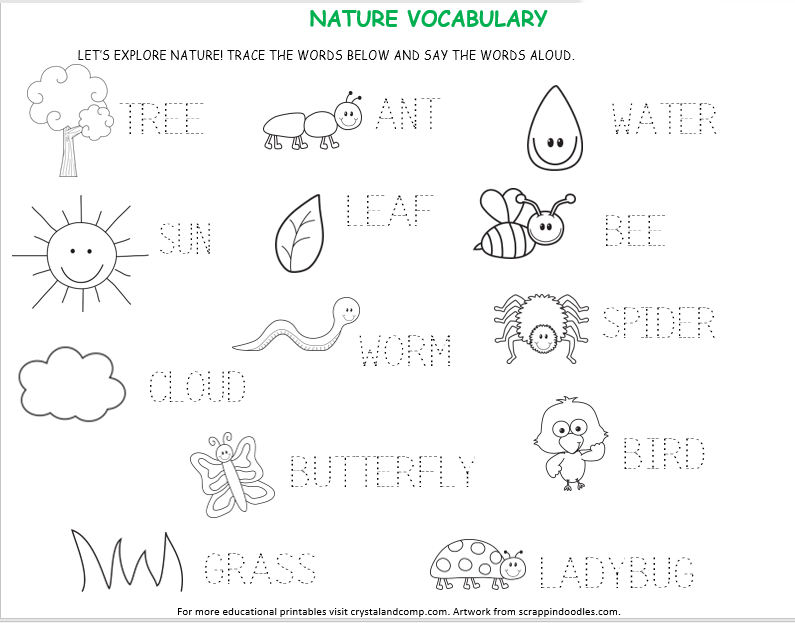 NATURE VOCABULARY
LET'S EXPLORE NATURE! TRACE THE WORDS BELOW AND SAY THE WORDS ALOUD.
TREE
ANT
WATER
SUN
LEAF
BEE
WORM
SPIDER
CLOUD
BUTTERFLY
BIRD
GRASS
LADYBUG
For more educational printables visit crystalandcomp.com. Artwork from scrappindoodles.com.